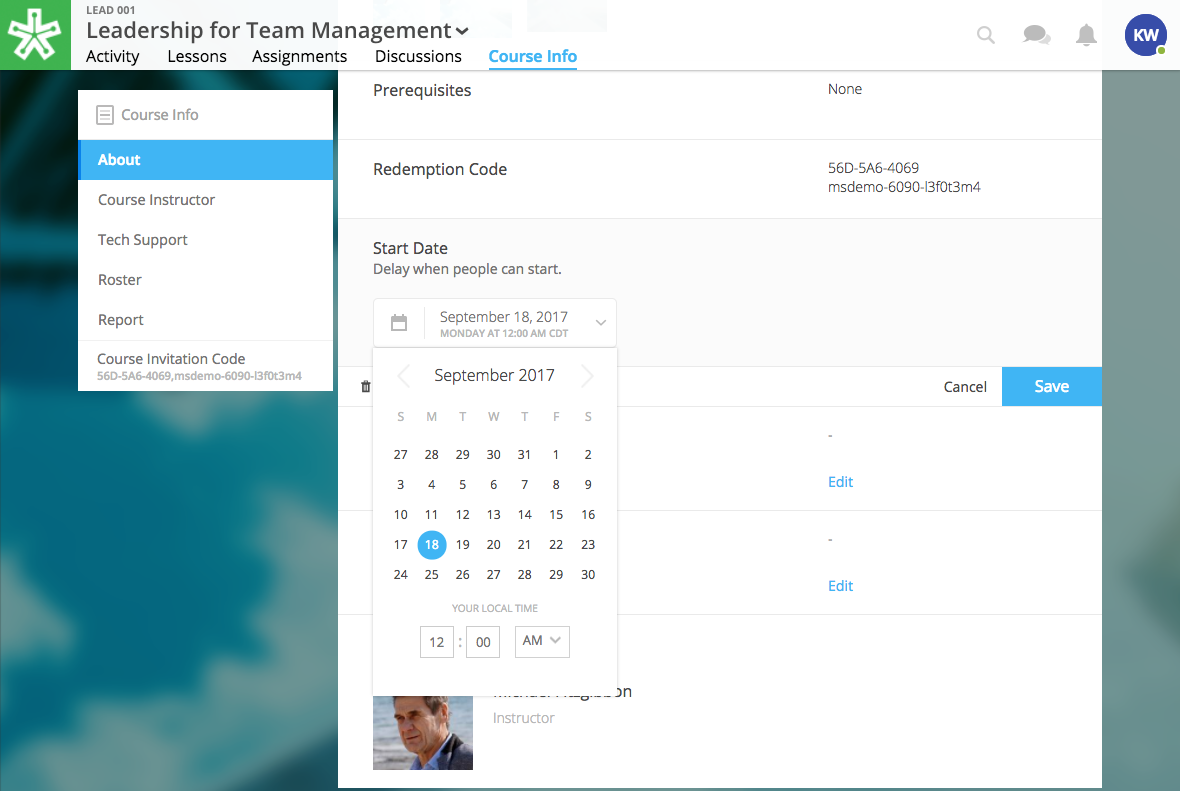 LEAD 001
Leadership for Team Management
Activity Lessons Assignments Discussions Course Info
KW
Course Info
About
Course Instructor
Tech Support
Roster
Report
Course Invitation Code
56D-5A6-4069,msdemo-6090-l3f0t3m4
Prerequisites None
Redemption Code 56D-5A6-4069
msdemo-6090-l3f0t3m4
Start Date
Delay when people can start.
September 18, 2017
MONDAY AT 12:00 AM CDT
Cancel Save
September 2017
S M T W T F S
27 28 29 30 31 1 2
3 4 5 6 7 8 9
10 11 12 13 14 15 16
17 18 19 20 21 22 23
24 25 26 27 28 29 30
YOUR LOCAL TIME
12 : 00 AM
-
Edit
-
Edit
Instructor